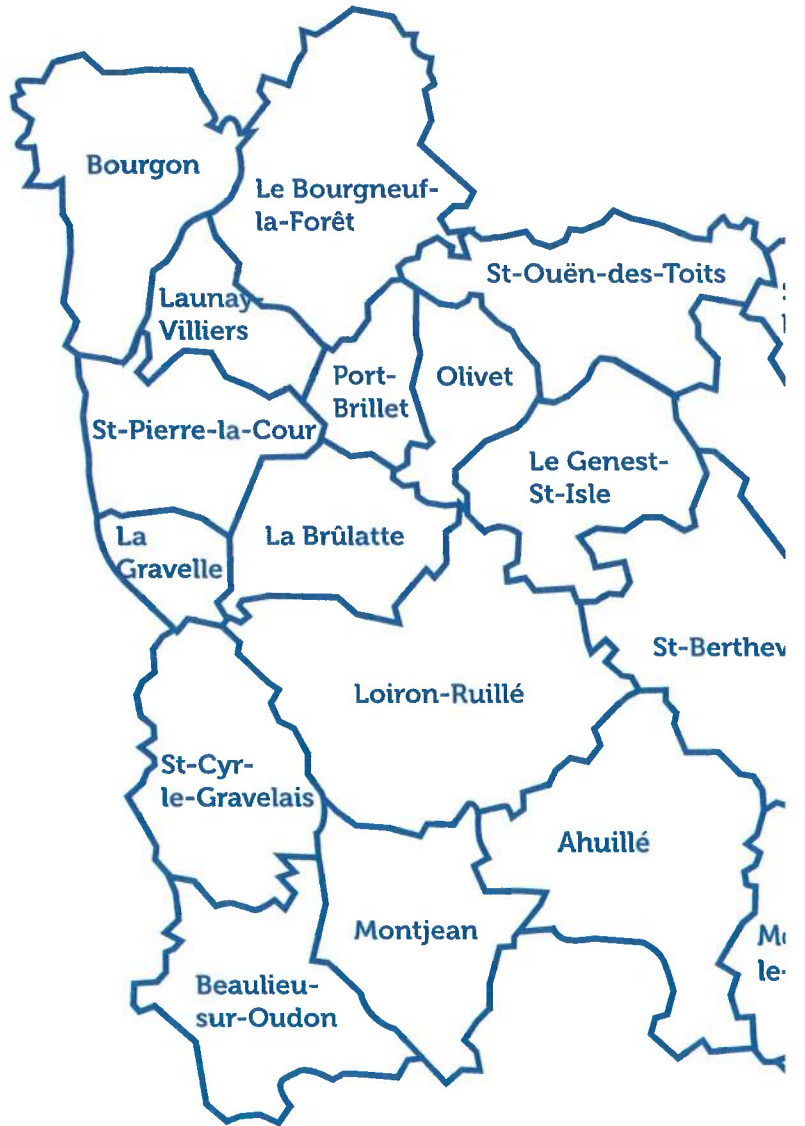 Bourgon
Le Bourgneuf-
la-Forêt
St-Ouën-des-Toits
Launay-
Villiers
Port-
Brillet
Olivet
St-Pierre-la-Cour
Le Genest-
St-Isle
La
Gravelle
La Brûlatte
St-Berthev
Loiron-Ruillé
St-Cyr-
le-Gravelais
Ahuillé
Montjean
le-
Beaulieu-
sur-Oudon